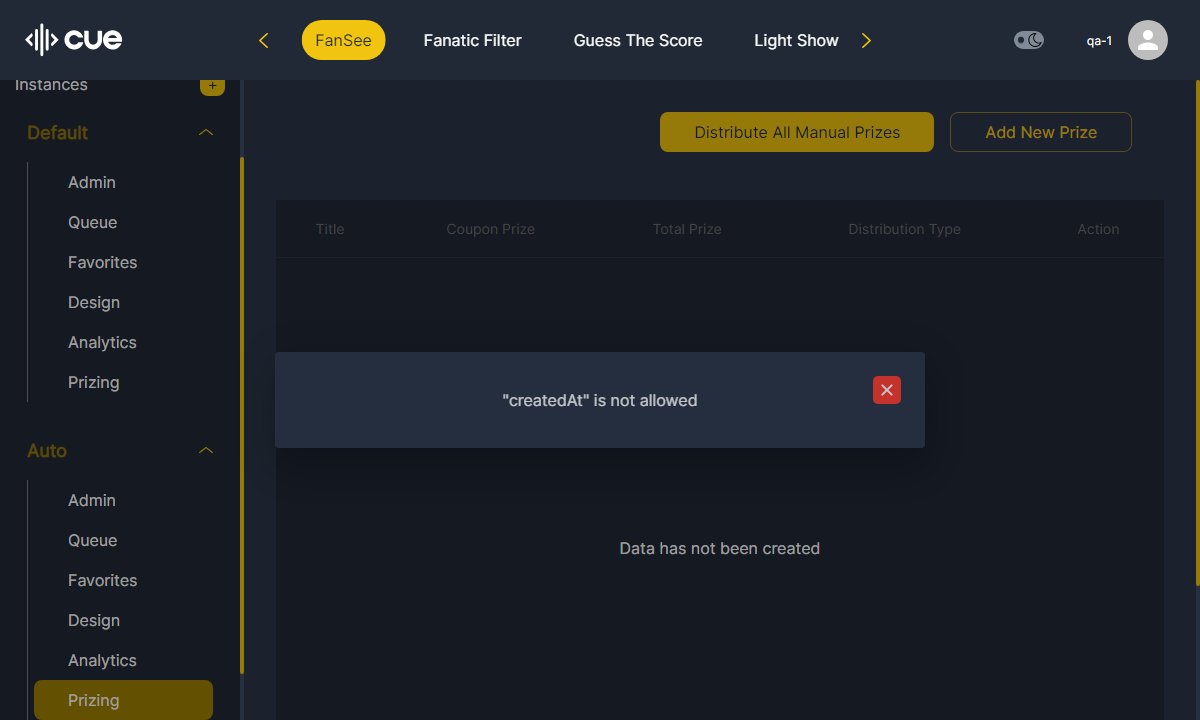 cue
FanSee
Fanatic Filter
Guess The Score
Light Show
qa-1
Instances
+
Default
Admin
Queue
Favorites
Design
Analytics
Prizing
Auto
Admin
Queue
Favorites
Design
Analytics
Prizing
Distribute All Manual Prizes
Add New Prize
Title
Coupon Prize
Total Prize
Distribution Type
Action
"createdAt" is not allowed
Data has not been created